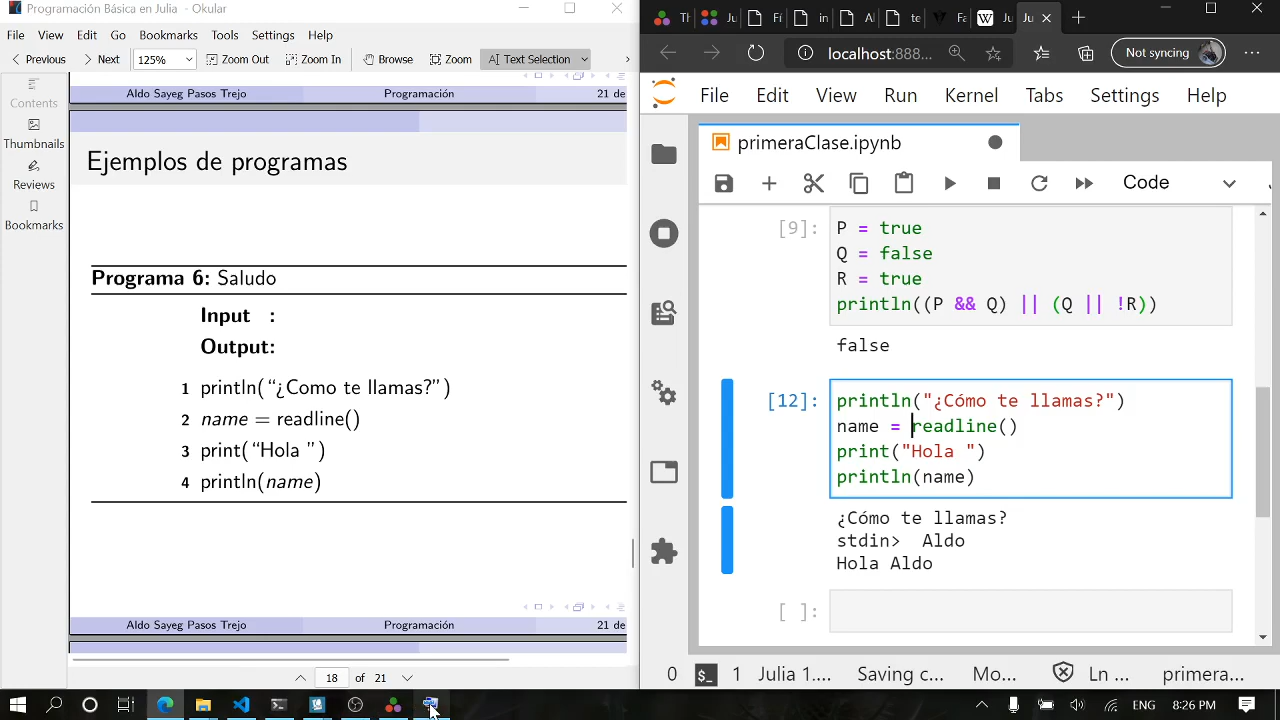 Programación Básica en Julia - Okular
File View Edit Go Bookmarks Tools Settings Help
Previous Next 125% Zoom Out Zoom In Browse Zoom Text Selection
Contents
Thumbnails
Reviews
Bookmarks
Aldo Sayeg Pasos Trejo Programación 21 de
Ejemplos de programas
Programa 6: Saludo
Input :
Output:
1 println(“¿Como te llamas?”)
2 name = readline()
3 print(“Hola ”)
4 println(name)
Aldo Sayeg Pasos Trejo Programación 21 de
18 of 21
localhost:888...
Not syncing
File Edit View Run Kernel Tabs Settings Help
primeraClase.ipynb
Code
[9]: P = true
Q = false
R = true
println((P && Q) || (Q || !R))
false
[12]: println("¿Cómo te llamas?")
name = readline()
print("Hola ")
println(name)
¿Cómo te llamas?
stdin> Aldo
Hola Aldo
[ ]:
0 $_ 1 Julia 1.... Saving c... Mo... Ln ... primera...
ENG 8:26 PM